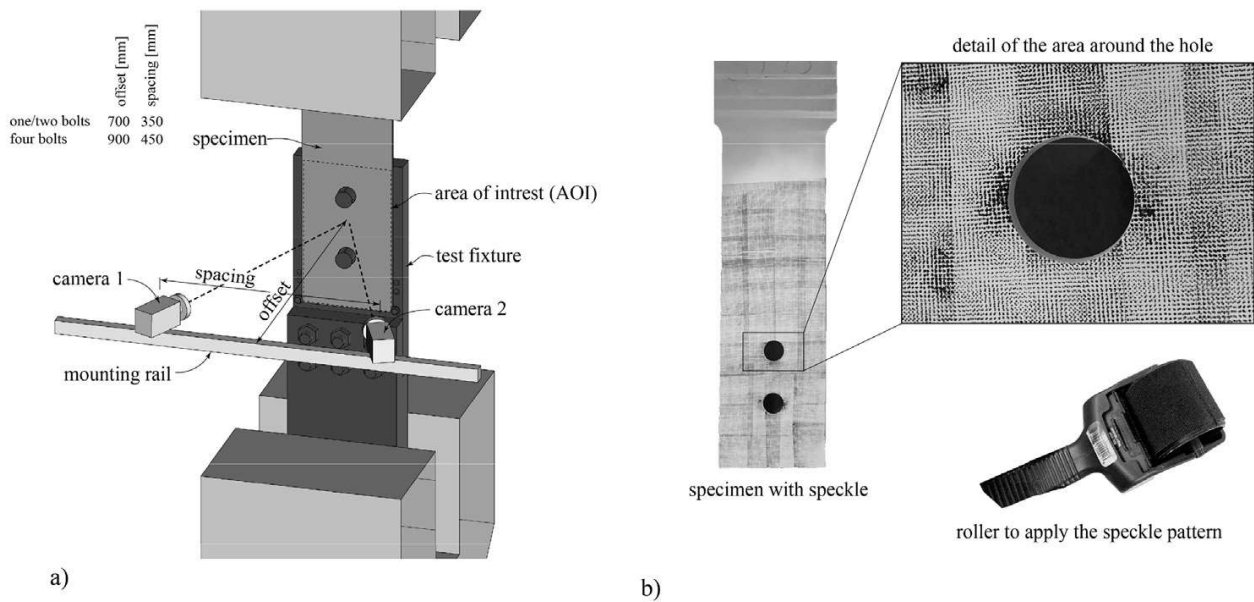 offset [mm]
spacing [mm]
one/two bolts 700 350
four bolts 900 450
specimen
area of intrest (AOI)
test fixture
camera 1
spacing
offset
camera 2
mounting rail
a)
detail of the area around the hole
specimen with speckle
roller to apply the speckle pattern
b)